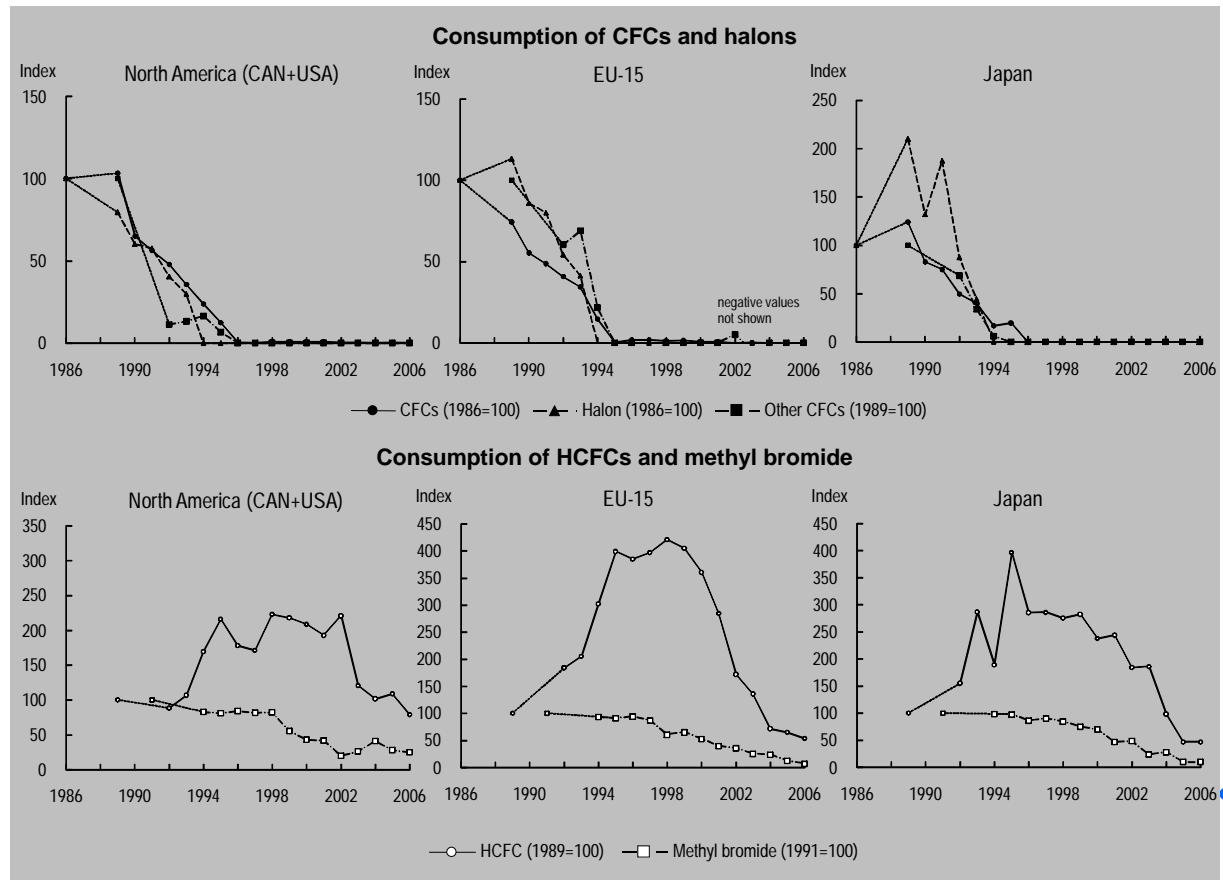 Consumption of CFCs and halons
Index North America (CAN+USA)
150
100
50
0
1986 1990 1994 1998 2002 2006
Index EU-15
150
100
50
0
negative values
not shown
1986 1990 1994 1998 2002 2006
Index Japan
250
200
150
100
50
0
1986 1990 1994 1998 2002 2006
CFCs (1986=100) Halon (1986=100) Other CFCs (1989=100)
Consumption of HCFCs and methyl bromide
Index North America (CAN+USA)
350
300
250
200
150
100
50
0
1986 1990 1994 1998 2002 2006
Index EU-15
450
400
350
300
250
200
150
100
50
0
1986 1990 1994 1998 2002 2006
Index Japan
450
400
350
300
250
200
150
100
50
0
1986 1990 1994 1998 2002 2006
HCFC (1989=100) Methyl bromide (1991=100)